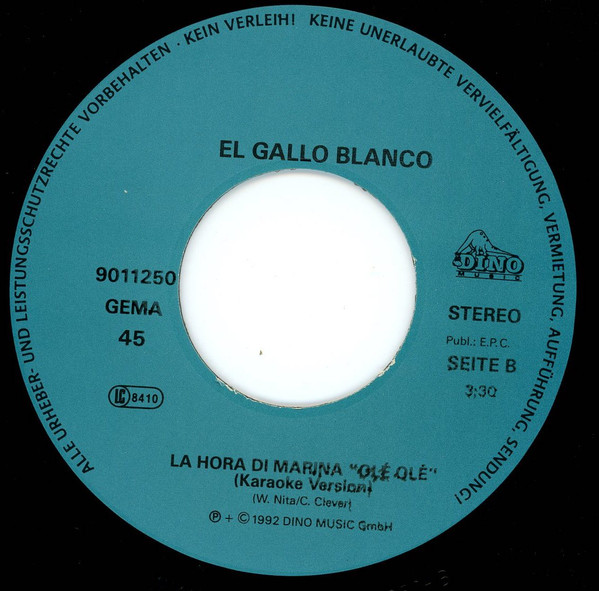 ALLE URHEBER- UND LEISTUNGSSCHUTZRECHTE VORBEHALTEN · KEIN VERLEIH! KEINE UNERLAUBTE VERVIELFÄLTIGUNG, VERMIETUNG, AUFFÜHRUNG, SENDUNG!
EL GALLO BLANCO
DINO
MUSIC
9011250
GEMA
45
STEREO
Publ.: E.P.C.
SEITE B
3:30
LC 8410
LA HORA DI MARINA "OLÉ OLÉ"
(Karaoke Version)
(W. Nita/C. Clever)
℗ + © 1992 DINO MUSIC GmbH